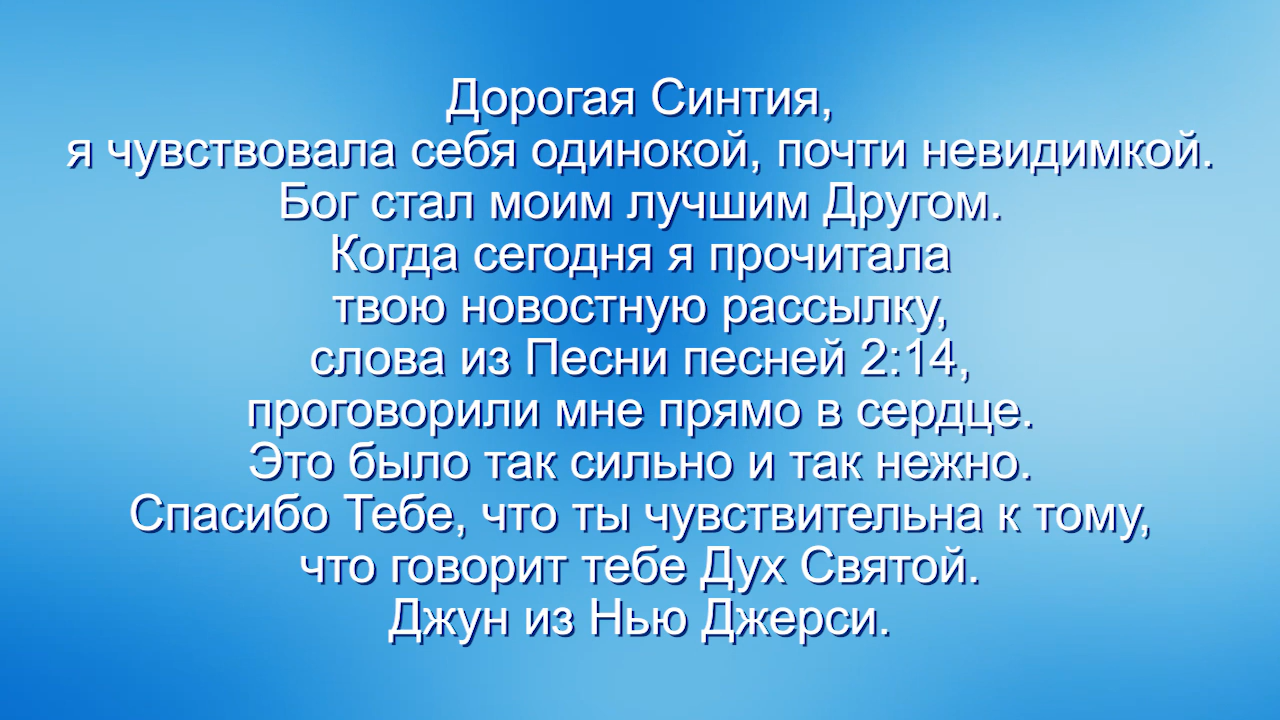 Дорогая Синтия,
я чувствовала себя одинокой, почти невидимкой.
Бог стал моим лучшим Другом.
Когда сегодня я прочитала
твою новостную рассылку,
слова из Песни песней 2:14,
проговорили мне прямо в сердце.
Это было так сильно и так нежно.
Спасибо Тебе, что ты чувствительна к тому,
что говорит тебе Дух Святой.
Джун из Нью Джерси.